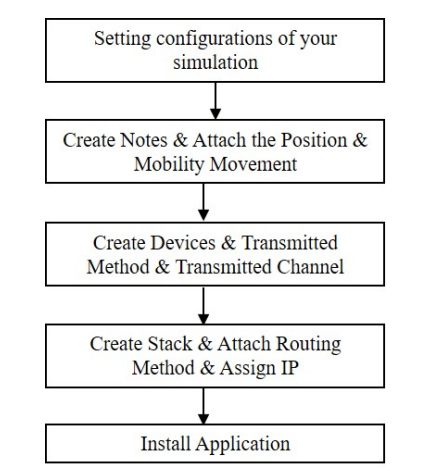 Setting configurations of your
simulation
Create Notes & Attach the Position &
Mobility Movement
Create Devices & Transmitted
Method & Transmitted Channel
Create Stack & Attach Routing
Method & Assign IP
Install Application